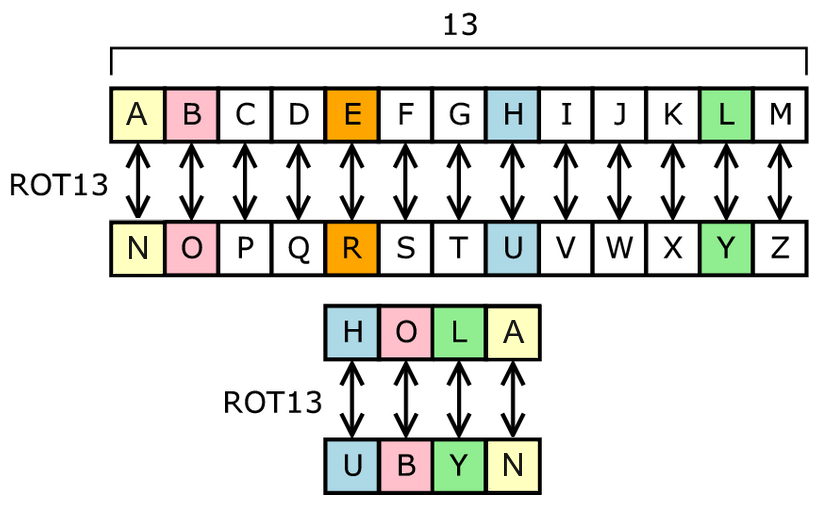 13
A B C D E F G H I J K L M
ROT13
N O P Q R S T U V W X Y Z
H O L A
ROT13
U B Y N